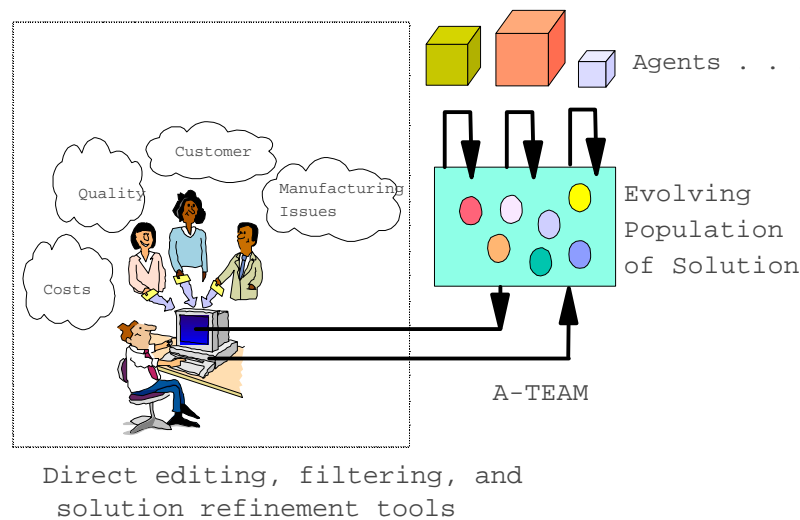 Agents . .
Customer
Quality
Manufacturing
Issues
Costs
Evolving
Population
of Solution
A-TEAM
Direct editing, filtering, and
solution refinement tools